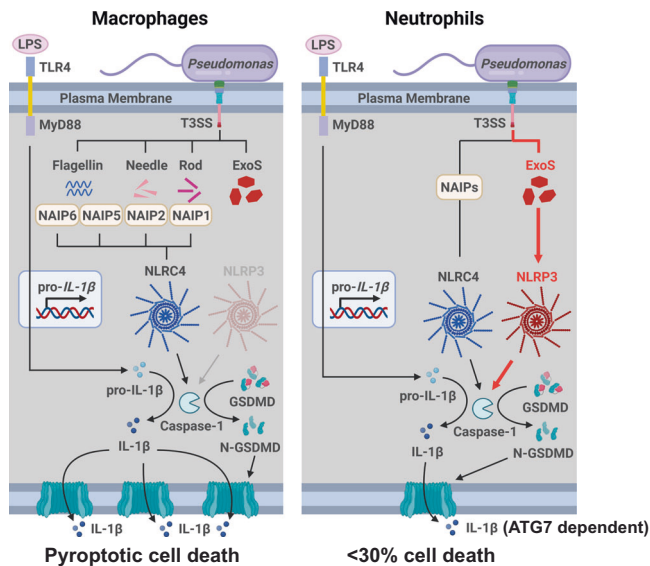 Macrophages
LPS
TLR4
Pseudomonas
Plasma Membrane
MyD88
T3SS
Flagellin
Needle
Rod
ExoS
NAIP6
NAIP5
NAIP2
NAIP1
NLRC4
NLRP3
pro-IL-1β
pro-IL-1β
GSDMD
Caspase-1
IL-1β
N-GSDMD
IL-1β
IL-1β
Pyroptotic cell death
Neutrophils
LPS
TLR4
Pseudomonas
Plasma Membrane
MyD88
T3SS
ExoS
NAIPs
NLRC4
NLRP3
pro-IL-1β
pro-IL-1β
GSDMD
Caspase-1
IL-1β
N-GSDMD
IL-1β (ATG7 dependent)
<30% cell death